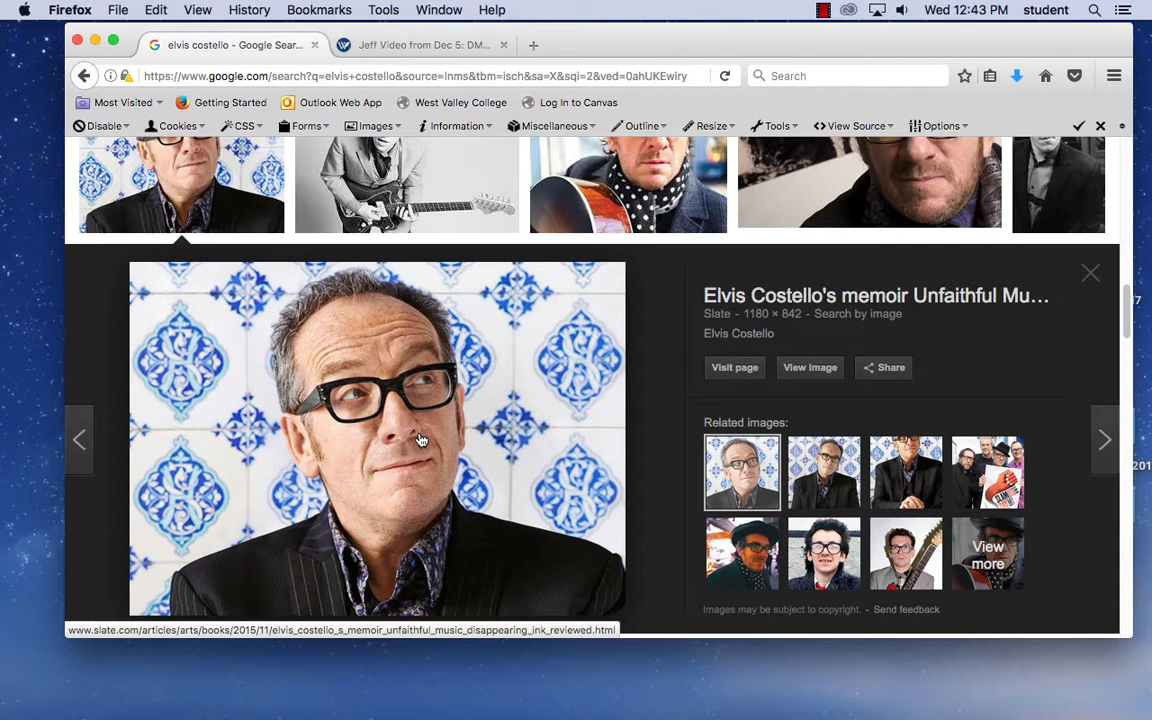 Firefox File Edit View History Bookmarks Tools Window Help Wed 12:43 PM student
elvis costello - Google Sear... Jeff Video from Dec 5: DM...
https://www.google.com/search?q=elvis+costello&source=lnms&tbm=isch&sa=X&sqi=2&ved=0ahUKEwiry Search
Most Visited Getting Started Outlook Web App West Valley College Log In to Canvas
Disable Cookies CSS Forms Images Information Miscellaneous Outline Resize Tools View Source Options
Elvis Costello's memoir Unfaithful Mu...
Slate - 1180 × 842 - Search by image
Elvis Costello
Visit page View image Share
Related images:
View more
Images may be subject to copyright. - Send feedback
www.slate.com/articles/arts/books/2015/11/elvis_costello_s_memoir_unfaithful_music_disappearing_ink_reviewed.html